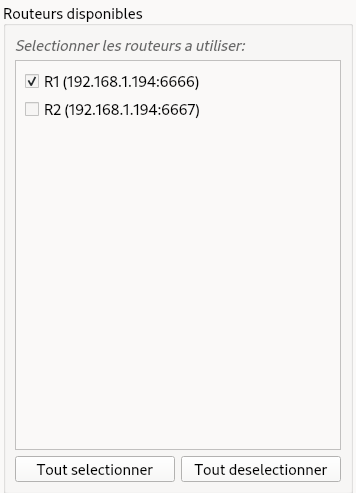 Routeurs disponibles
Selectionner les routeurs a utiliser:
R1 (192.168.1.194:6666)
R2 (192.168.1.194:6667)
Tout selectionner
Tout deselectionner